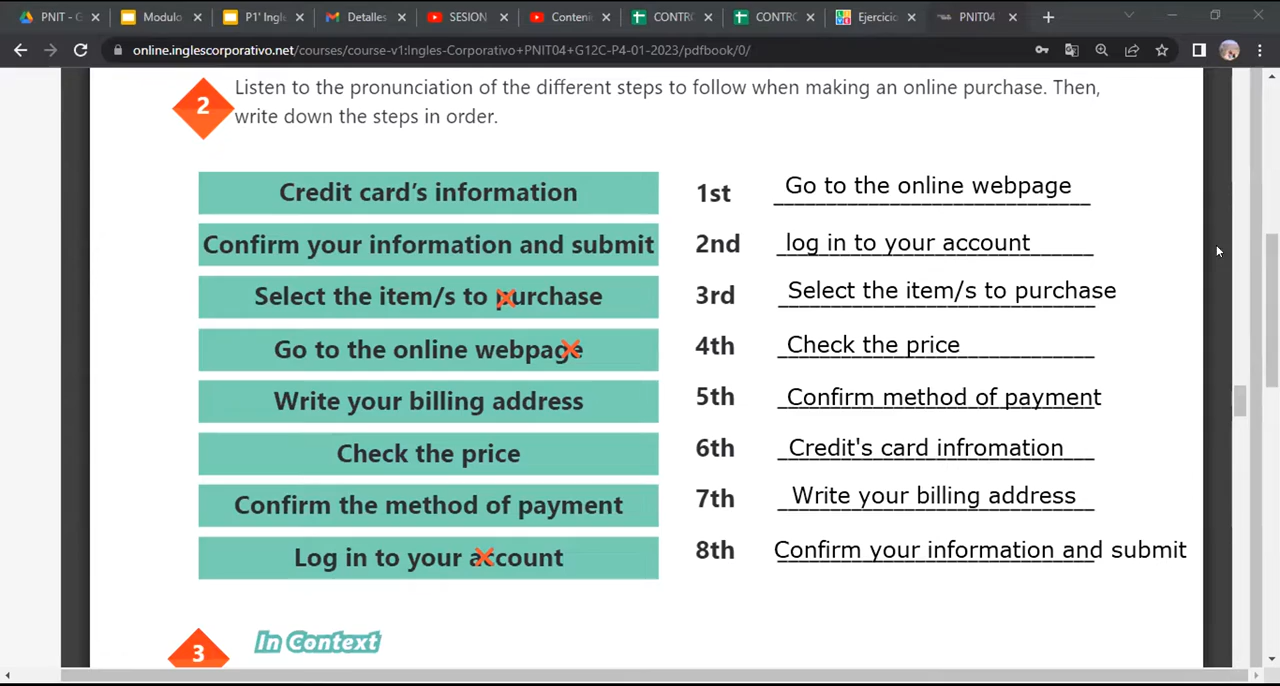 PNIT - G
Modulo
P1' Ingle
Detalles
SESION
Conteni
CONTRO
CONTRO
Ejercicio
PNIT04
online.inglescorporativo.net/courses/course-v1:Ingles-Corporativo+PNIT04+G12C-P4-01-2023/pdfbook/0/
2 Listen to the pronunciation of the different steps to follow when making an online purchase. Then,
write down the steps in order.
Credit card's information
1st Go to the online webpage
Confirm your information and submit
2nd log in to your account
Select the item/s to purchase
3rd Select the item/s to purchase
Go to the online webpage
4th Check the price
Write your billing address
5th Confirm method of payment
Check the price
6th Credit's card infromation
Confirm the method of payment
7th Write your billing address
Log in to your account
8th Confirm your information and submit
3 In Context